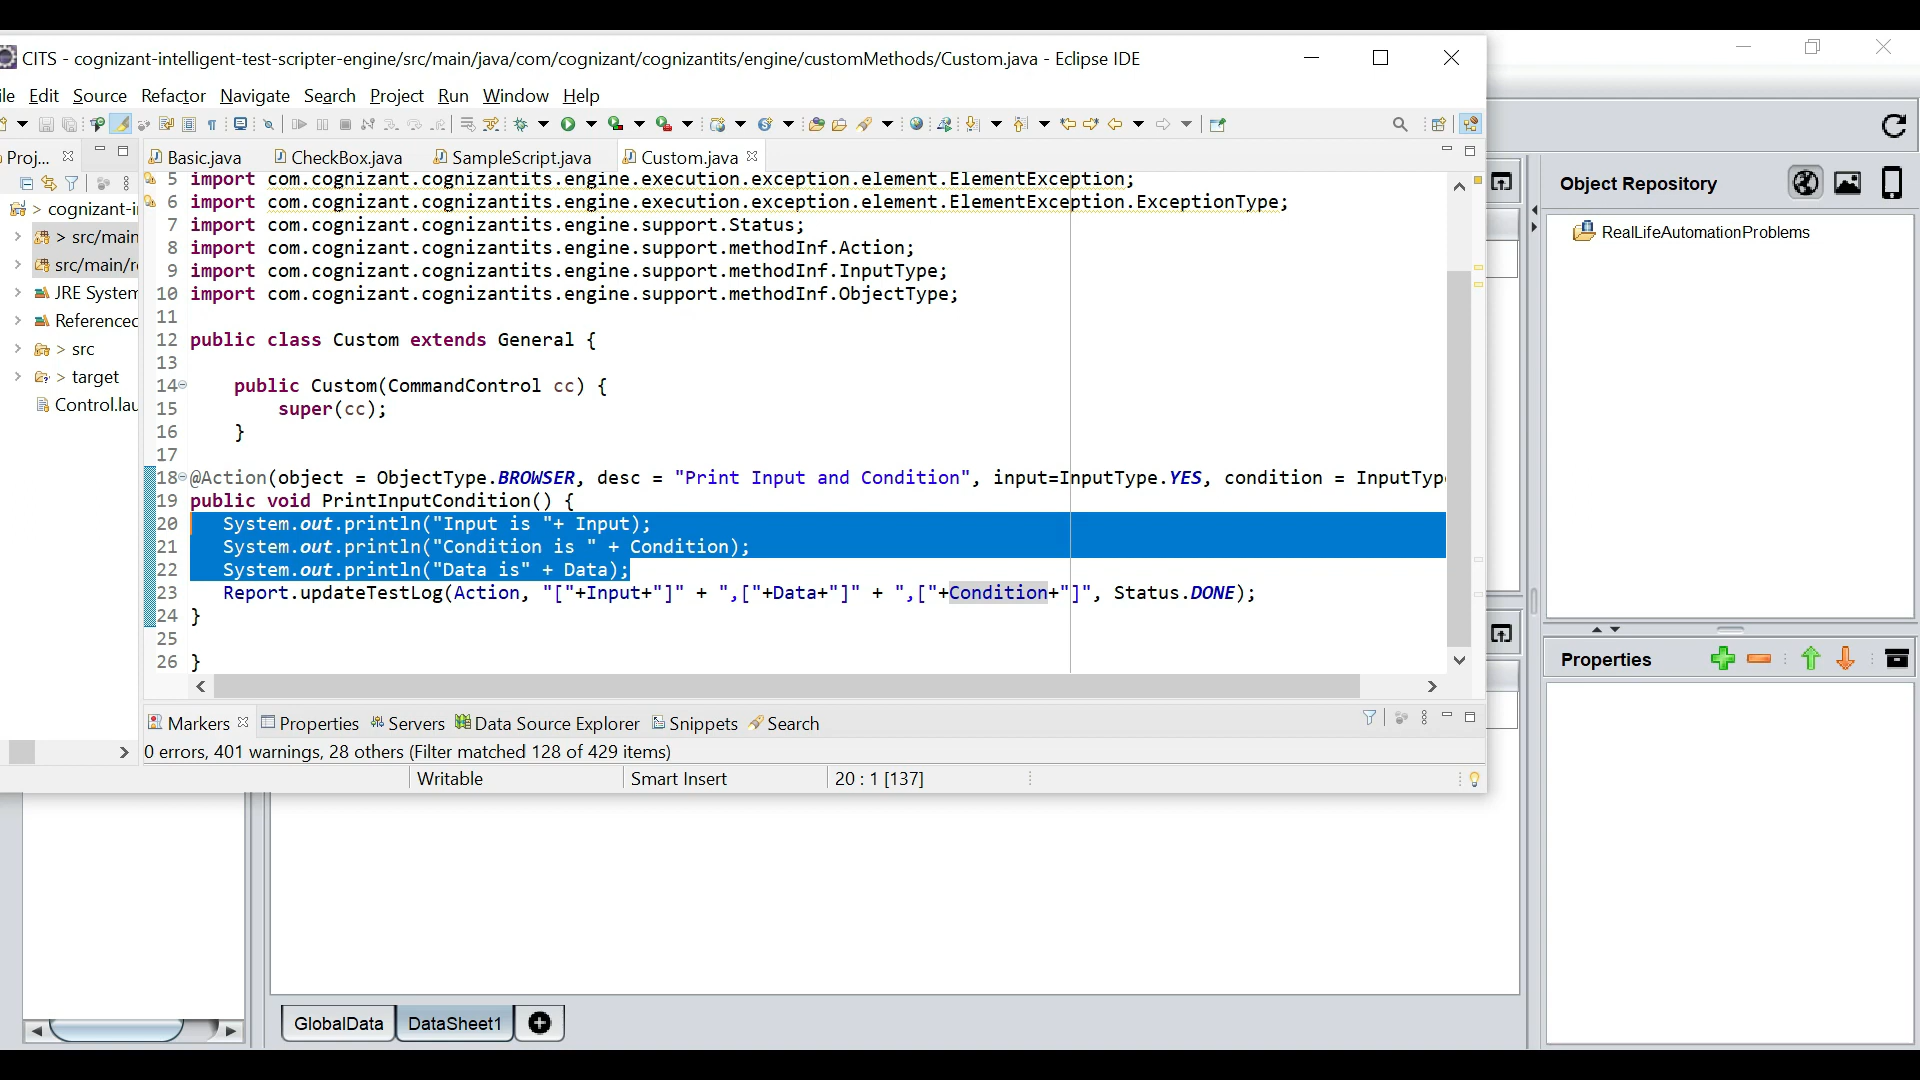 CITS - cognizant-intelligent-test-scripter-engine/src/main/java/com/cognizant/cognizantits/engine/customMethods/Custom.java - Eclipse IDE
ile Edit Source Refactor Navigate Search Project Run Window Help
Proj...
Basic.java CheckBox.java SampleScript.java Custom.java
> cognizant-i
> src/main
src/main/r
JRE System
Referenced
> src
> target
Control.lau
5 import com.cognizant.cognizantits.engine.execution.exception.element.ElementException;
6 import com.cognizant.cognizantits.engine.execution.exception.element.ElementException.ExceptionType;
7 import com.cognizant.cognizantits.engine.support.Status;
8 import com.cognizant.cognizantits.engine.support.methodInf.Action;
9 import com.cognizant.cognizantits.engine.support.methodInf.InputType;
10 import com.cognizant.cognizantits.engine.support.methodInf.ObjectType;
11
12 public class Custom extends General {
13
14 public Custom(CommandControl cc) {
15 super(cc);
16 }
17
18 @Action(object = ObjectType.BROWSER, desc = "Print Input and Condition", input=InputType.YES, condition = InputTyp
19 public void PrintInputCondition() {
20 System.out.println("Input is "+ Input);
21 System.out.println("Condition is " + Condition);
22 System.out.println("Data is" + Data);
23 Report.updateTestLog(Action, "["+Input+"]" + ",["+Data+"]" + ",["+Condition+"]", Status.DONE);
24 }
25
26 }
Markers Properties Servers Data Source Explorer Snippets Search
0 errors, 401 warnings, 28 others (Filter matched 128 of 429 items)
Writable Smart Insert 20 : 1 [137]
Object Repository
RealLifeAutomationProblems
Properties
GlobalData DataSheet1